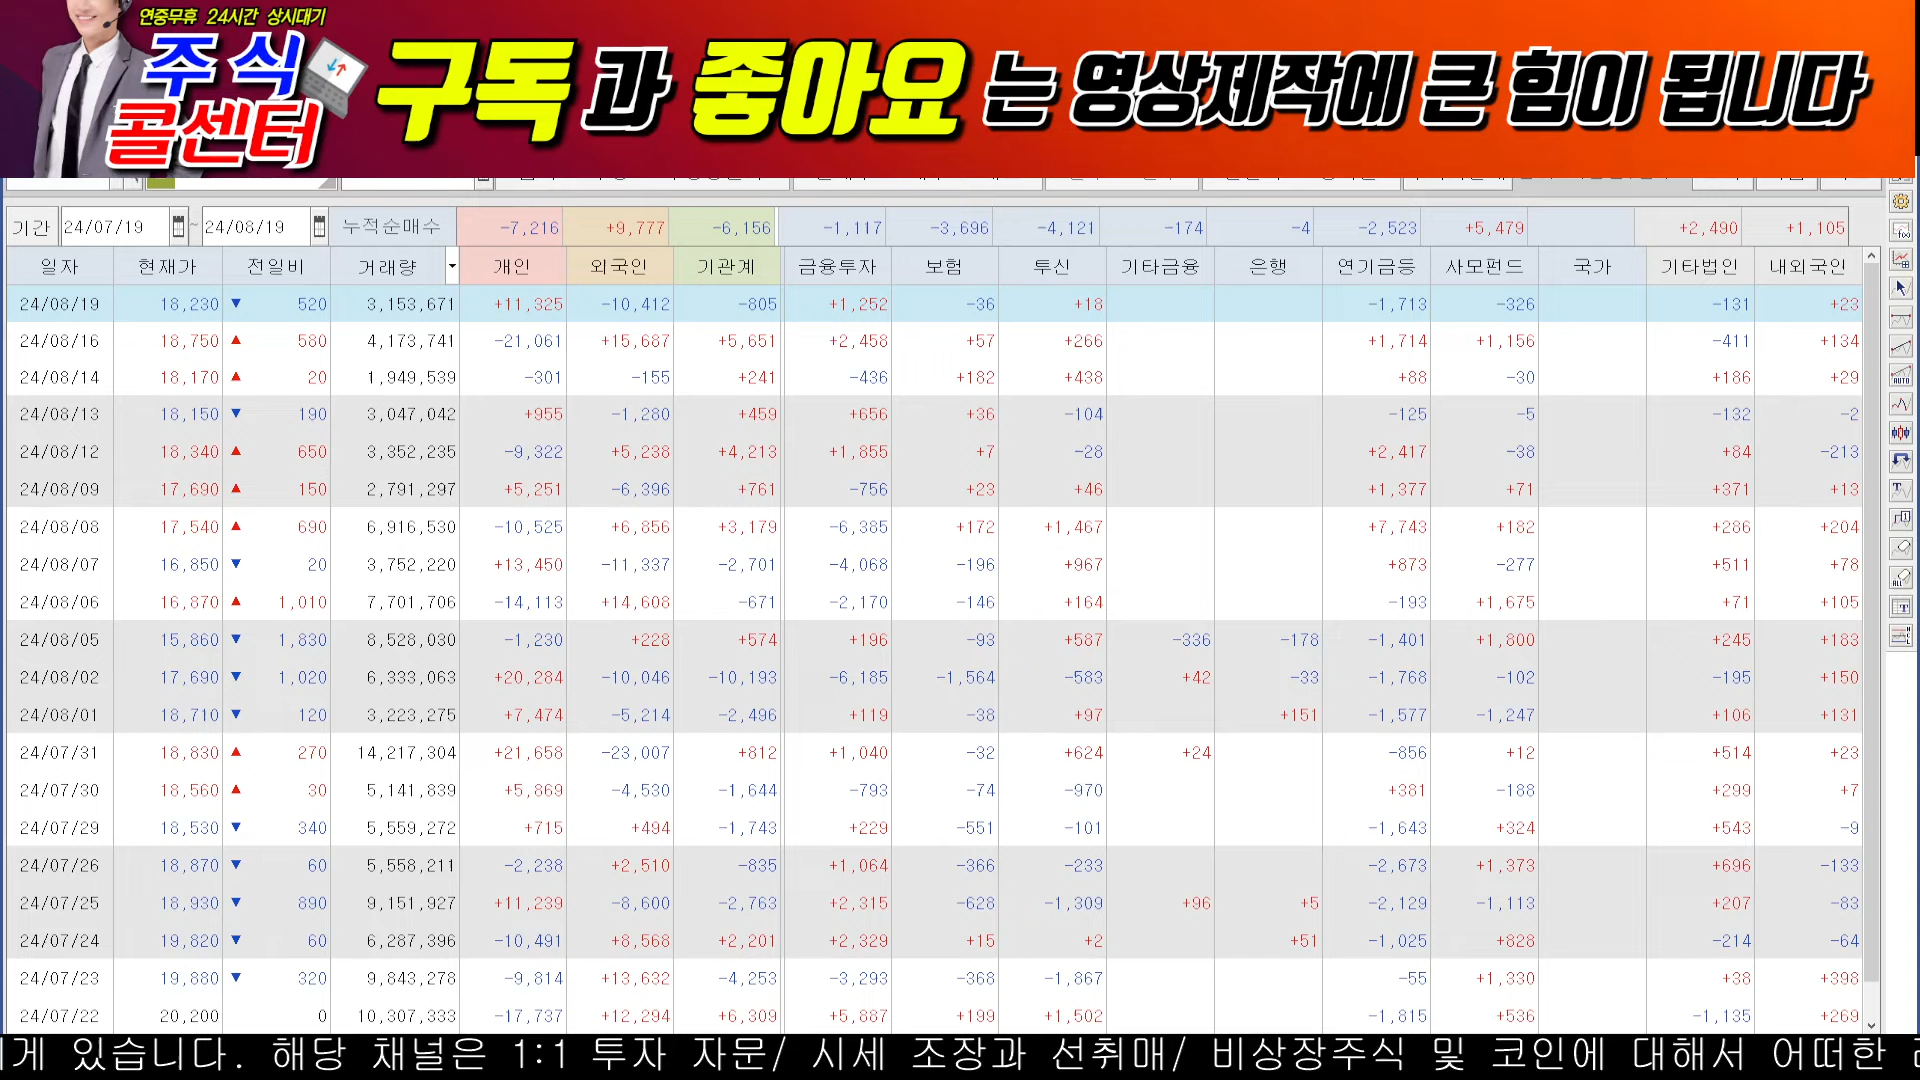 연중무휴 24시간 상시대기
주식
콜센터
구독과 좋아요는 영상제작에 큰 힘이 됩니다
기간 24/07/19 ~ 24/08/19 누적순매수 -7,216 +9,777 -6,156 -1,117 -3,696 -4,121 -174 -4 -2,523 +5,479 +2,490 +1,105
일자 현재가 전일비 거래량 개인 외국인 기관계 금융투자 보험 투신 기타금융 은행 연기금등 사모펀드 국가 기타법인 내외국인
24/08/19 18,230 ▼ 520 3,153,671 +11,325 -10,412 -805 +1,252 -36 +18 -1,713 -326 -131 +23
24/08/16 18,750 ▲ 580 4,173,741 -21,061 +15,687 +5,651 +2,458 +57 +266 +1,714 +1,156 -411 +134
24/08/14 18,170 ▲ 20 1,949,539 -301 -155 +241 -436 +182 +438 +88 -30 +186 +29
24/08/13 18,150 ▼ 190 3,047,042 +955 -1,280 +459 +656 +36 -104 -125 -5 -132 -2
24/08/12 18,340 ▲ 650 3,352,235 -9,322 +5,238 +4,213 +1,855 +7 -28 +2,417 -38 +84 -213
24/08/09 17,690 ▲ 150 2,791,297 +5,251 -6,396 +761 -756 +23 +46 +1,377 +71 +371 +13
24/08/08 17,540 ▲ 690 6,916,530 -10,525 +6,856 +3,179 -6,385 +172 +1,467 +7,743 +182 +286 +204
24/08/07 16,850 ▼ 20 3,752,220 +13,450 -11,337 -2,701 -4,068 -196 +967 +873 -277 +511 +78
24/08/06 16,870 ▲ 1,010 7,701,706 -14,113 +14,608 -671 -2,170 -146 +164 -193 +1,675 +71 +105
24/08/05 15,860 ▼ 1,830 8,528,030 -1,230 +228 +574 +196 -93 +587 -336 -178 -1,401 +1,800 +245 +183
24/08/02 17,690 ▼ 1,020 6,333,063 +20,284 -10,046 -10,193 -6,185 -1,564 -583 +42 -33 -1,768 -102 -195 +150
24/08/01 18,710 ▼ 120 3,223,275 +7,474 -5,214 -2,496 +119 -38 +97 +151 -1,577 -1,247 +106 +131
24/07/31 18,830 ▲ 270 14,217,304 +21,658 -23,007 +812 +1,040 -32 +624 +24 -856 +12 +514 +23
24/07/30 18,560 ▲ 30 5,141,839 +5,869 -4,530 -1,644 -793 -74 -970 +381 -188 +299 +7
24/07/29 18,530 ▼ 340 5,559,272 +715 +494 -1,743 +229 -551 -101 -1,643 +324 +543 -9
24/07/26 18,870 ▼ 60 5,558,211 -2,238 +2,510 -835 +1,064 -366 -233 -2,673 +1,373 +696 -133
24/07/25 18,930 ▼ 890 9,151,927 +11,239 -8,600 -2,763 +2,315 -628 -1,309 +96 +5 -2,129 -1,113 +207 -83
24/07/24 19,820 ▼ 60 6,287,396 -10,491 +8,568 +2,201 +2,329 +15 +2 +51 -1,025 +828 -214 -64
24/07/23 19,880 ▼ 320 9,843,278 -9,814 +13,632 -4,253 -3,293 -368 -1,867 -55 +1,330 +38 +398
24/07/22 20,200 0 10,307,333 -17,737 +12,294 +6,309 +5,887 +199 +1,502 -1,815 +536 -1,135 +269
게 있습니다. 해당 채널은 1:1 투자 자문/ 시세 조장과 선취매/ 비상장주식 및 코인에 대해서 어떠한